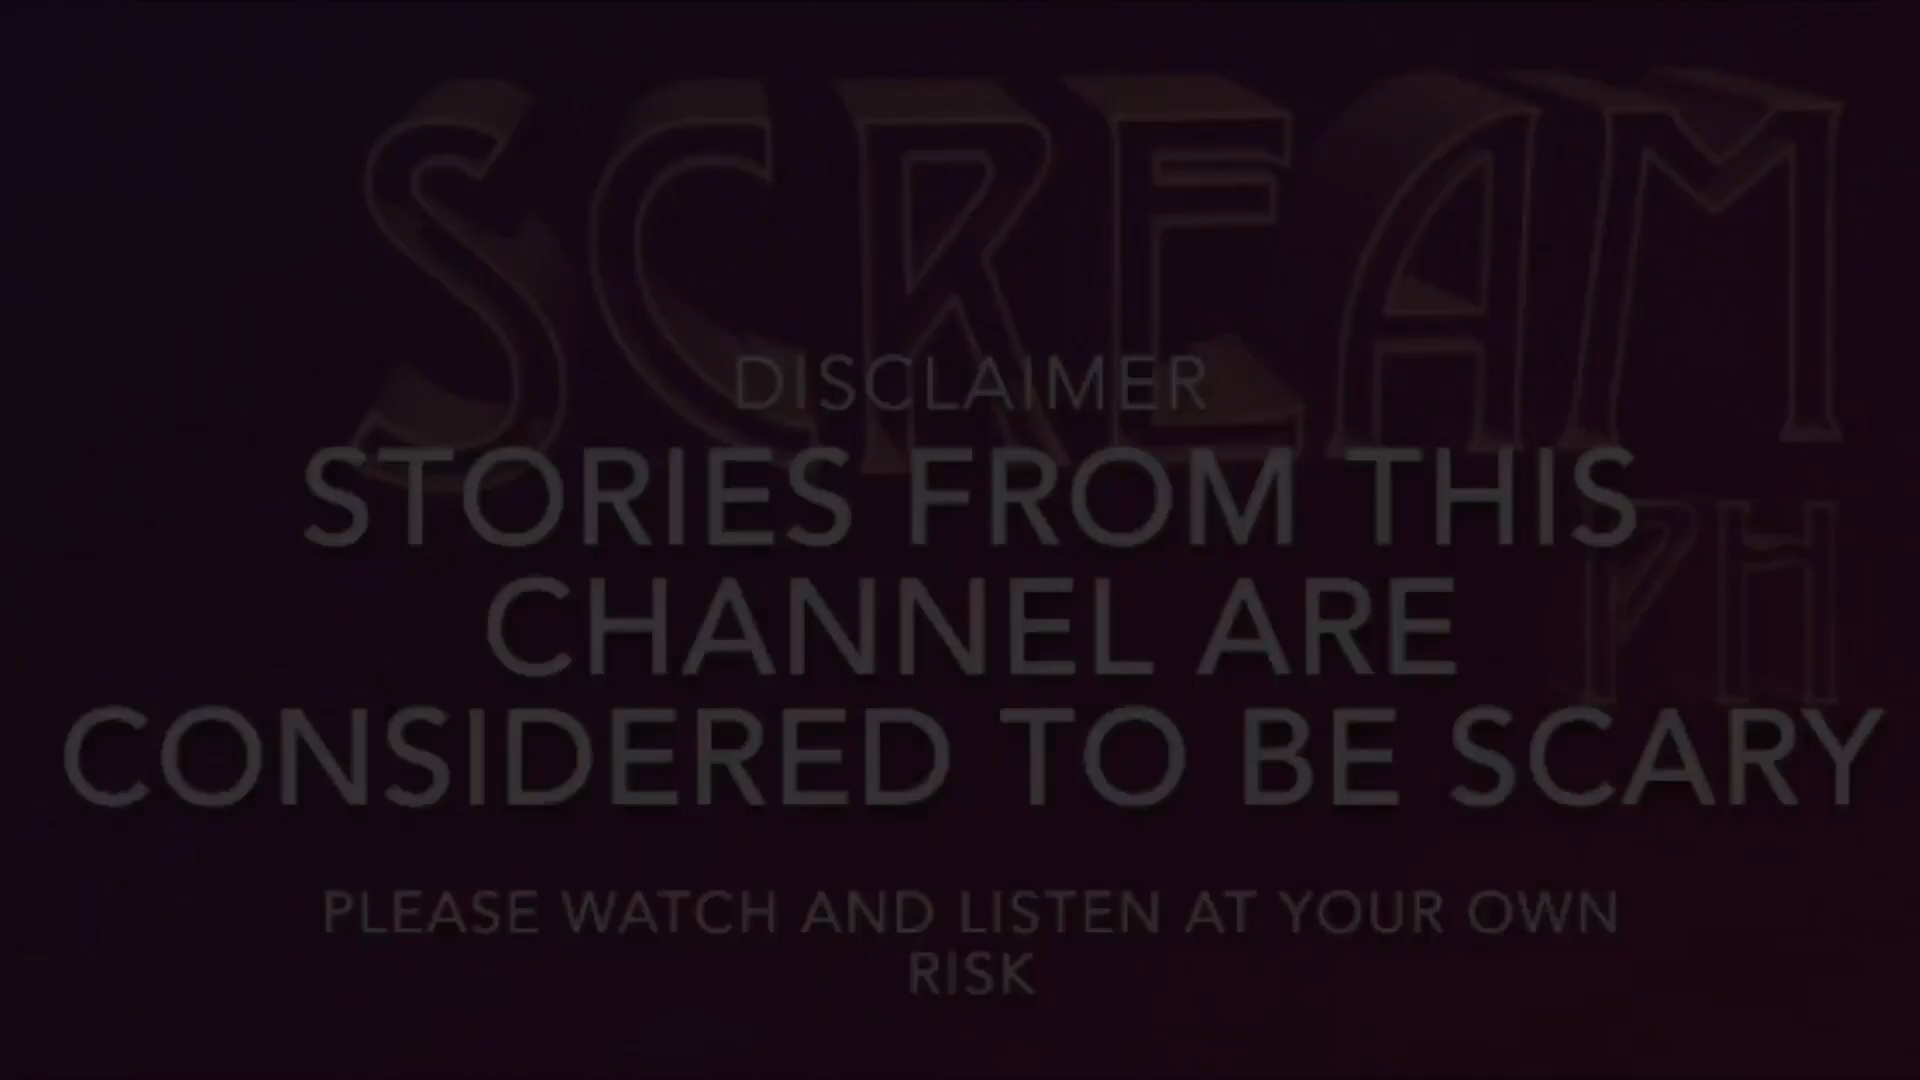 SCREAM
PH
DISCLAIMER
STORIES FROM THIS
CHANNEL ARE
CONSIDERED TO BE SCARY
PLEASE WATCH AND LISTEN AT YOUR OWN
RISK